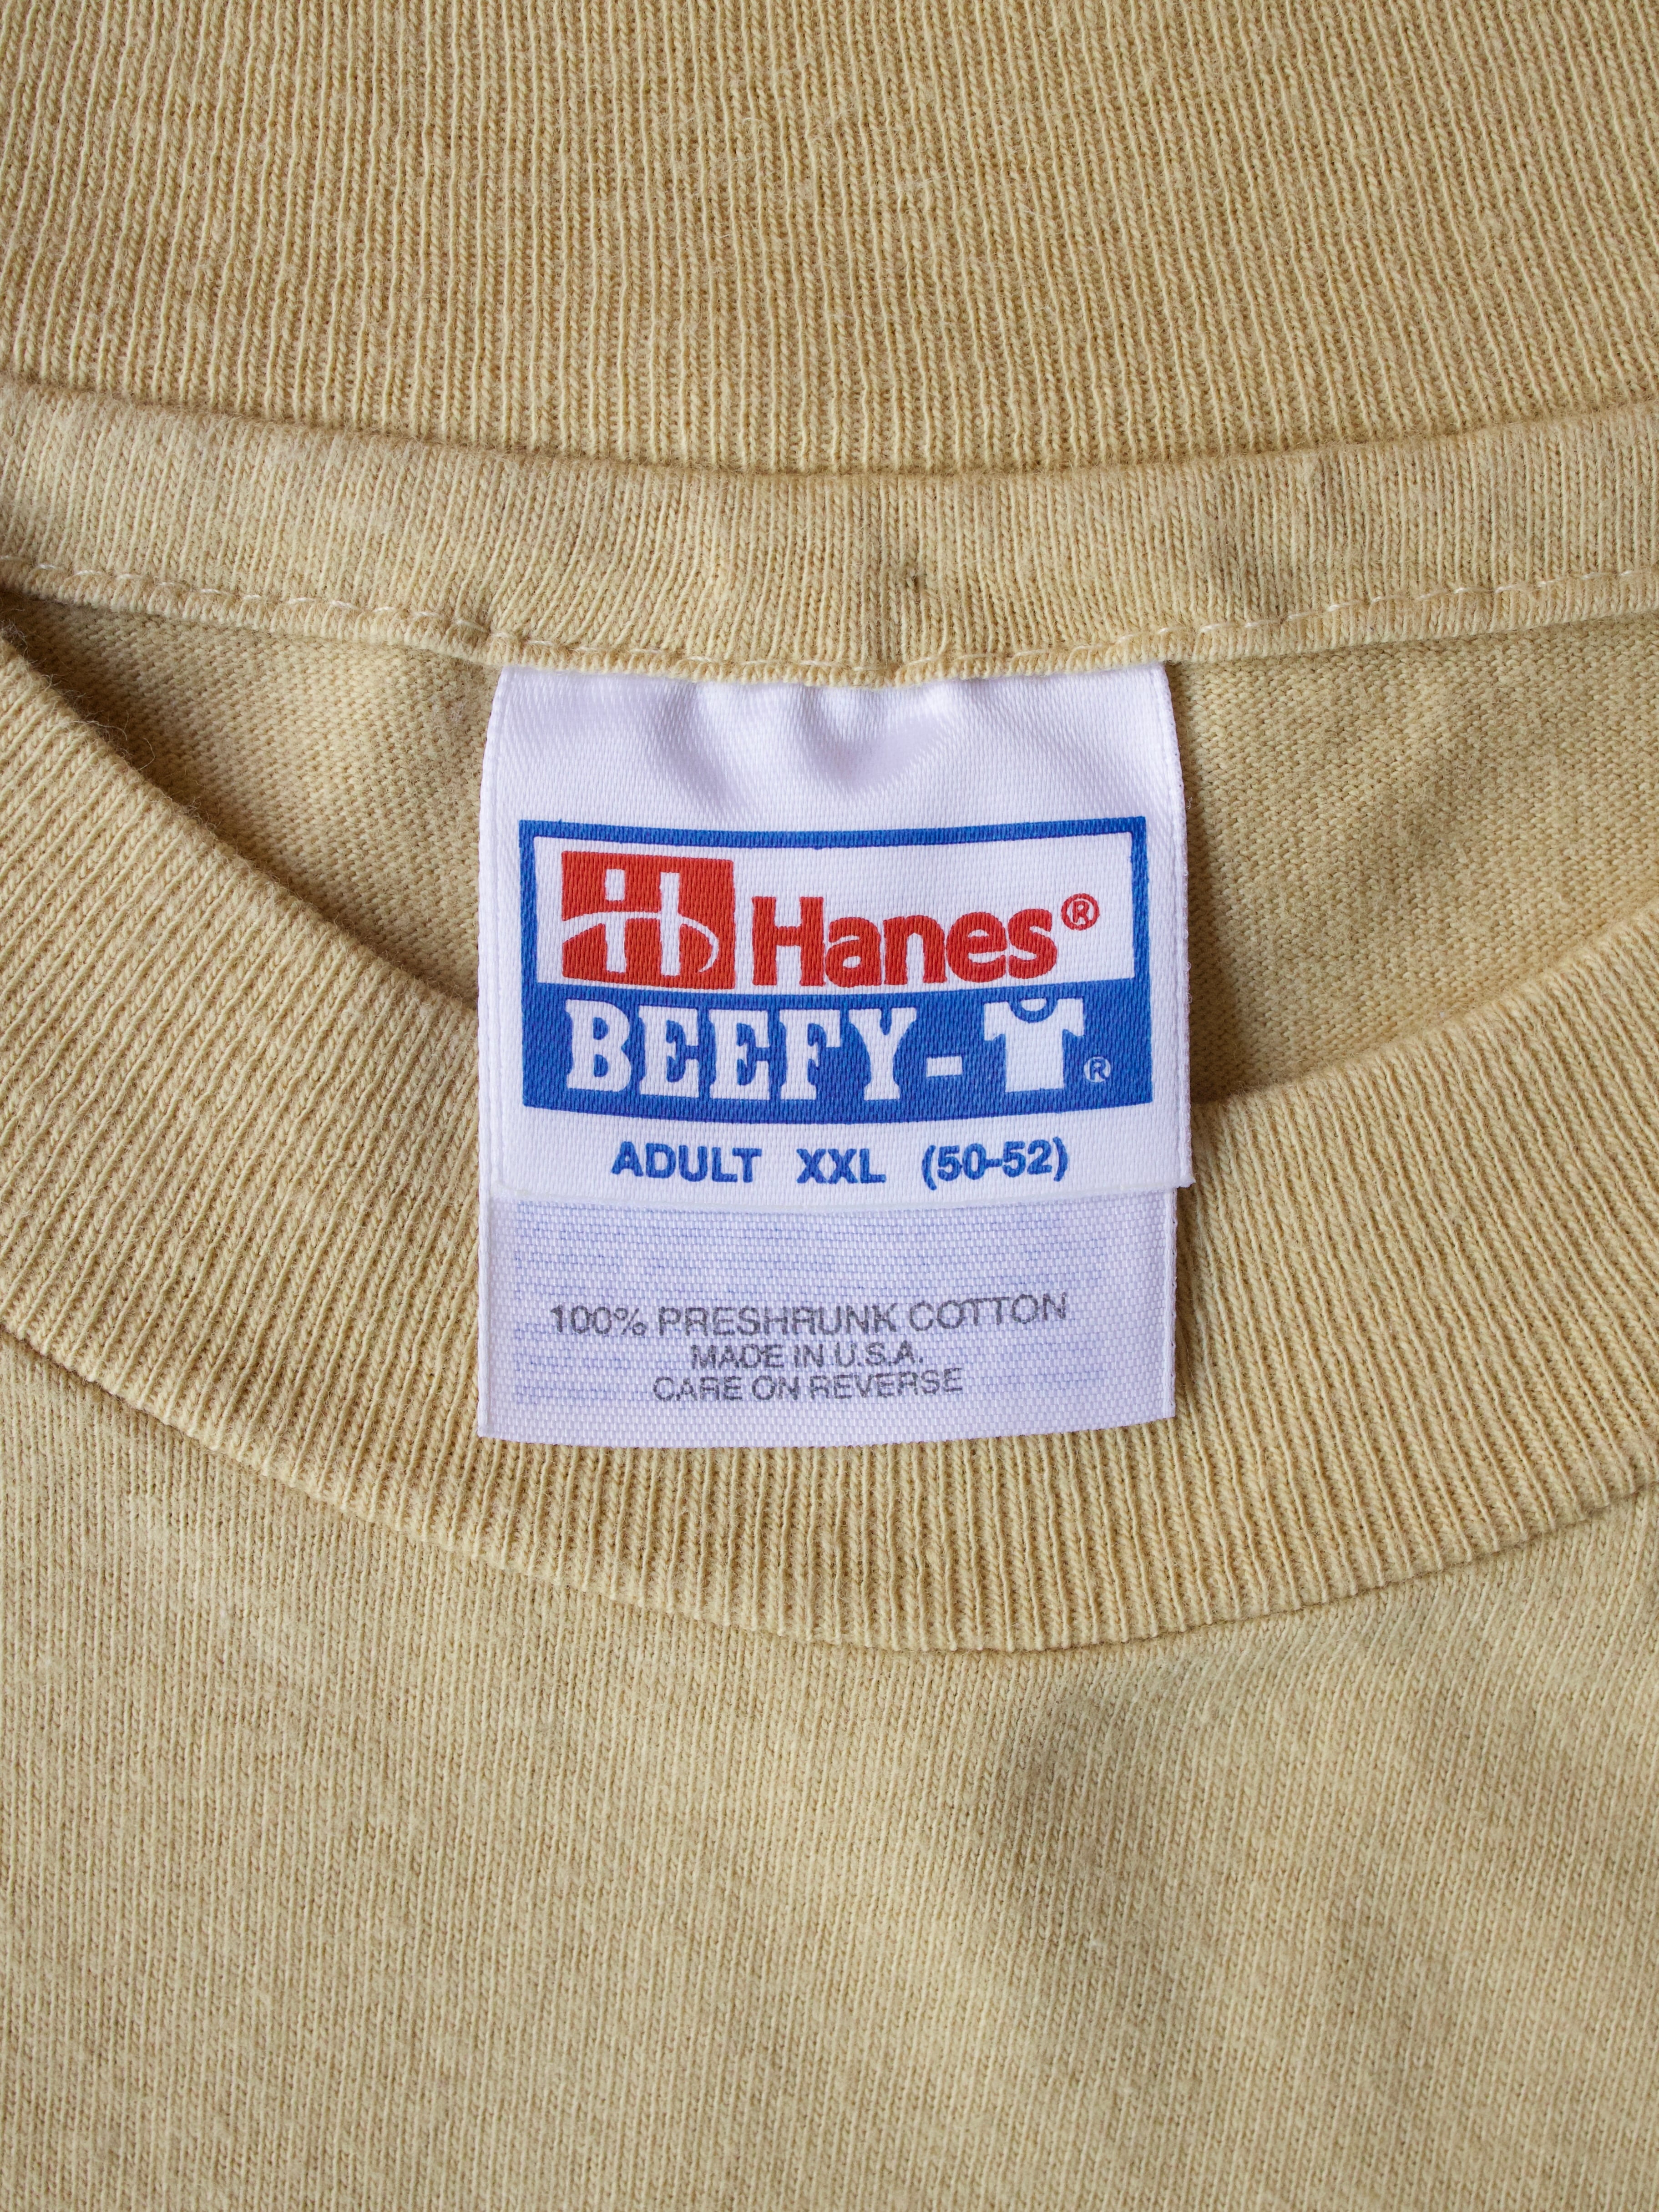 Hanes®
BEEFY-T®
ADULT XXL (50-52)
100% PRESHRUNK COTTON
MADE IN U.S.A.
CARE ON REVERSE